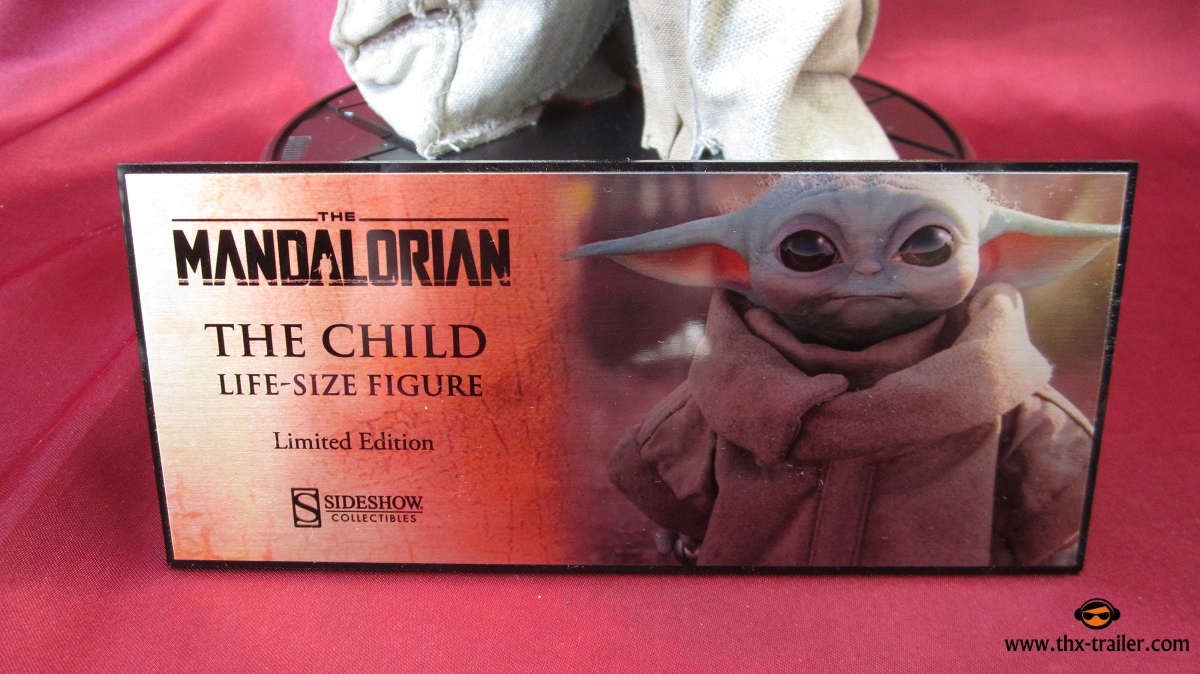 THE
MANDALORIAN
THE CHILD
LIFE-SIZE FIGURE
Limited Edition
S SIDESHOW
COLLECTIBLES
www.thx-trailer.com